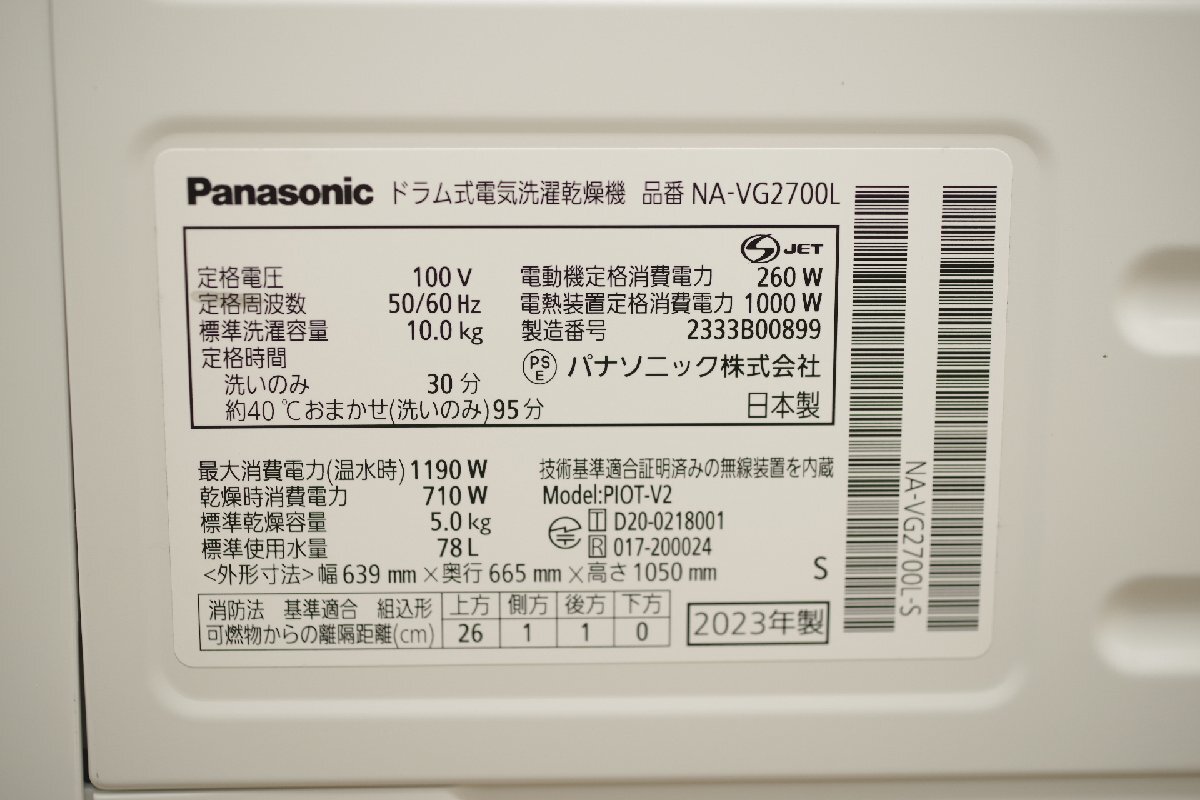 Panasonic ドラム式電気洗濯乾燥機 品番 NA-VG2700L
JET
定格電圧 100 V
定格周波数 50/60 Hz
標準洗濯容量 10.0 kg
定格時間
洗いのみ 30 分
約40℃おまかせ(洗いのみ) 95 分
電動機定格消費電力 260 W
電熱装置定格消費電力 1000 W
製造番号 2333B00899
PS E パナソニック株式会社
日本製
最大消費電力(温水時) 1190 W
乾燥時消費電力 710 W
標準乾燥容量 5.0 kg
標準使用水量 78 L
<外形寸法>幅 639 mm×奥行 665 mm×高さ 1050 mm
技術基準適合証明済みの無線装置を内蔵
Model:PIOT-V2
T D20-0218001
R 017-200024
S
消防法 基準適合 組込形 上方 側方 後方 下方
可燃物からの離隔距離(cm) 26 1 1 0
2023年製
NA-VG2700L-S